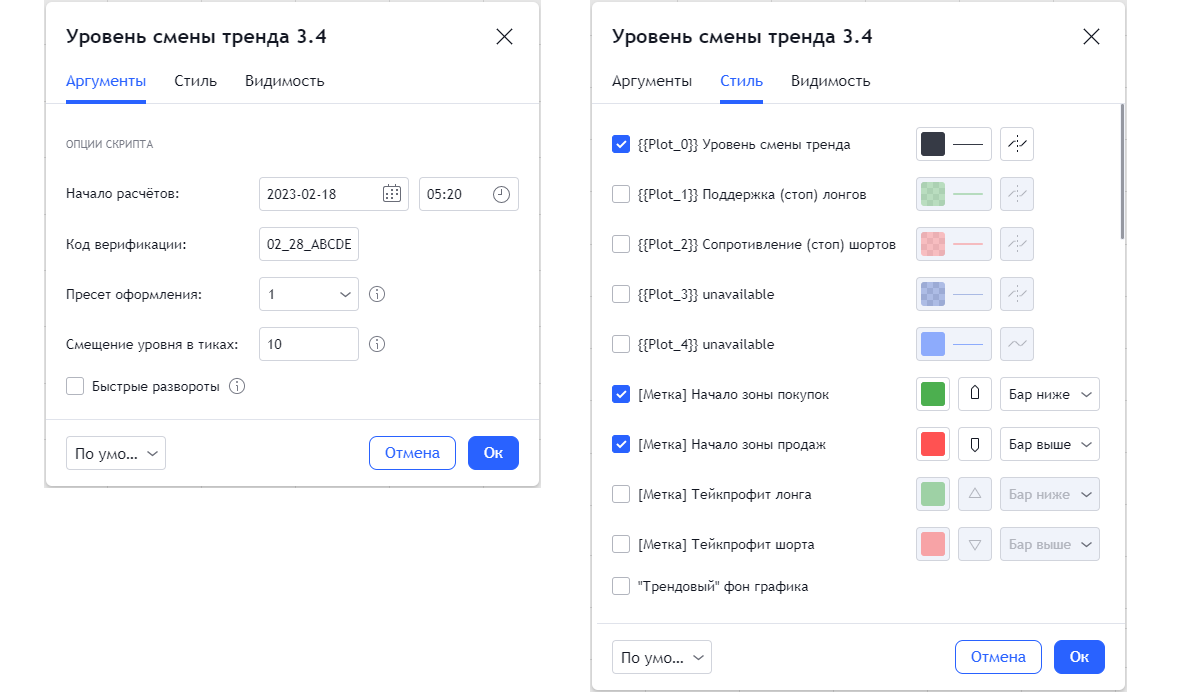 Уровень смены тренда 3.4
Аргументы Стиль Видимость
ОПЦИИ СКРИПТА
Начало расчётов: 2023-02-18 05:20
Код верификации: 02_28_ABCDE
Пресет оформления: 1
Смещение уровня в тиках: 10
Быстрые развороты
По умо... Отмена Ок
Уровень смены тренда 3.4
Аргументы Стиль Видимость
{{Plot_0}} Уровень смены тренда
{{Plot_1}} Поддержка (стоп) лонгов
{{Plot_2}} Сопротивление (стоп) шортов
{{Plot_3}} unavailable
{{Plot_4}} unavailable
[Метка] Начало зоны покупок Бар ниже
[Метка] Начало зоны продаж Бар выше
[Метка] Тейкпрофит лонга Бар ниже
[Метка] Тейкпрофит шорта Бар выше
"Трендовый" фон графика
По умо... Отмена Ок